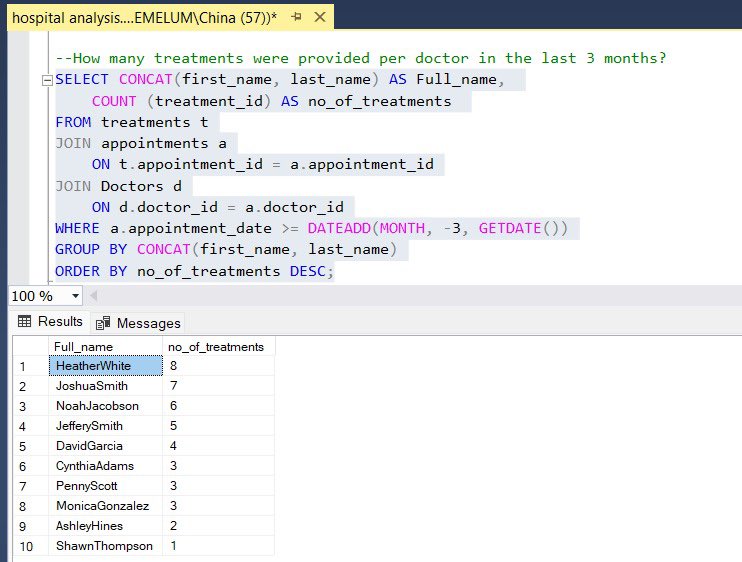 hospital analysis....EMELUM\China (57))*
--How many treatments were provided per doctor in the last 3 months?
SELECT CONCAT(first_name, last_name) AS Full_name,
COUNT (treatment_id) AS no_of_treatments
FROM treatments t
JOIN appointments a
ON t.appointment_id = a.appointment_id
JOIN Doctors d
ON d.doctor_id = a.doctor_id
WHERE a.appointment_date >= DATEADD(MONTH, -3, GETDATE())
GROUP BY CONCAT(first_name, last_name)
ORDER BY no_of_treatments DESC;
100 %
Results Messages
Full_name no_of_treatments
1 HeatherWhite 8
2 JoshuaSmith 7
3 NoahJacobson 6
4 JefferySmith 5
5 DavidGarcia 4
6 CynthiaAdams 3
7 PennyScott 3
8 MonicaGonzalez 3
9 AshleyHines 2
10 ShawnThompson 1